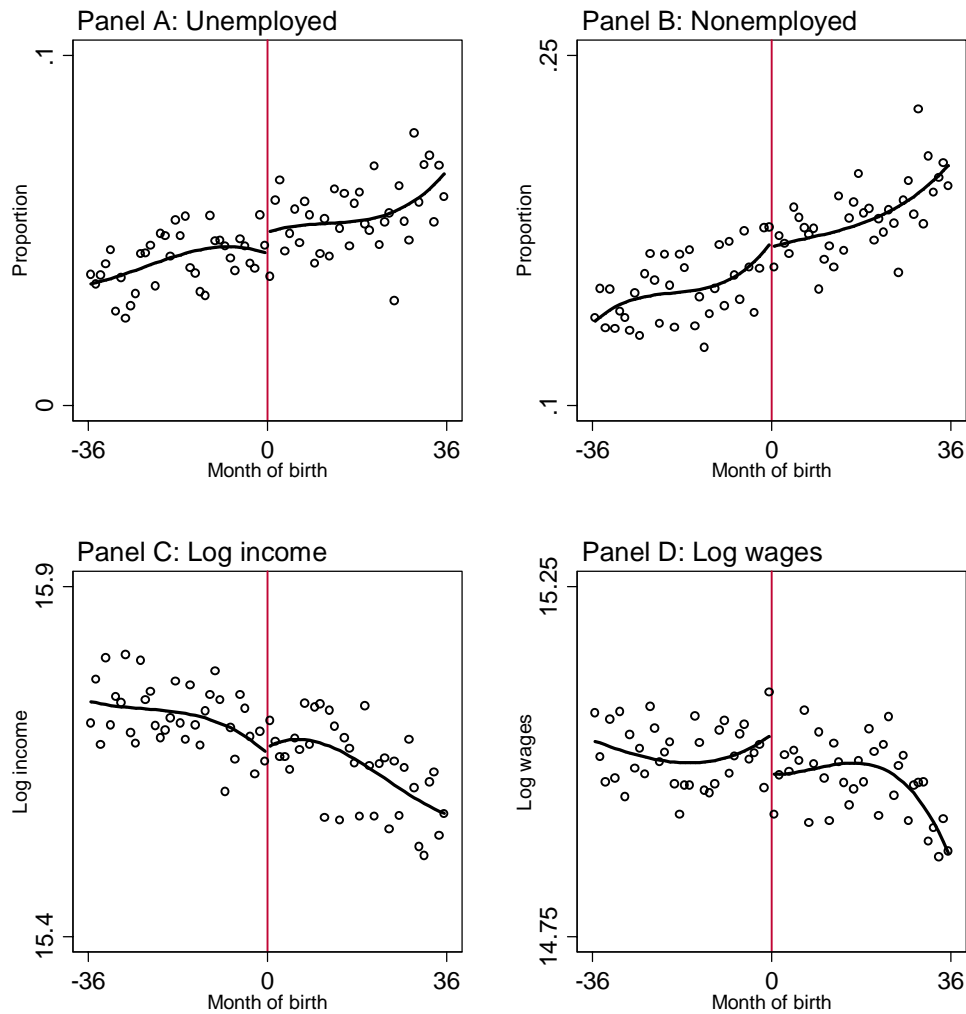 Panel A: Unemployed
.1
Proportion
0
-36
0
36
Month of birth
Panel B: Nonemployed
.25
Proportion
.1
-36
0
36
Month of birth
Panel C: Log income
15.9
Log income
15.4
-36
0
36
Month of birth
Panel D: Log wages
15.25
Log wages
14.75
-36
0
36
Month of birth